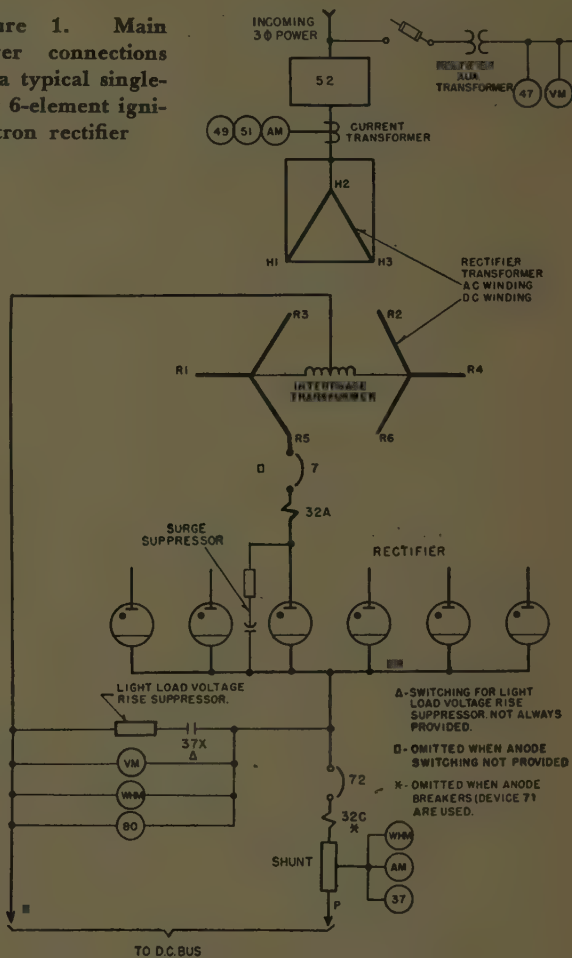 ure 1. Main
er connections
a typical single-
6-element igni-
tron rectifier
INCOMING
3Φ POWER
52
TRANSFORMER
47
VM
49
51
AM
CURRENT
TRANSFORMER
H2
H1
H3
RECTIFIER
TRANSFORMER
AC WINDING
DC WINDING
R3
R2
R1
R4
INTERPHASE
TRANSFORMER
R5
R6
□
7
32A
SURGE
SUPPRESSOR
RECTIFIER
LIGHT LOAD VOLTAGE
RISE SUPPRESSOR.
37X
Δ
VM
WHM
80
Δ-SWITCHING FOR LIGHT
LOAD VOLTAGE RISE
SUPPRESSOR. NOT ALWAYS
PROVIDED.
□- OMITTED WHEN ANODE
SWITCHING NOT PROVIDED
*- OMITTED WHEN ANODE
BREAKERS (DEVICE 7)
ARE USED.
72
32C
*
SHUNT
WHM
AM
37
P
TO D.C. BUS